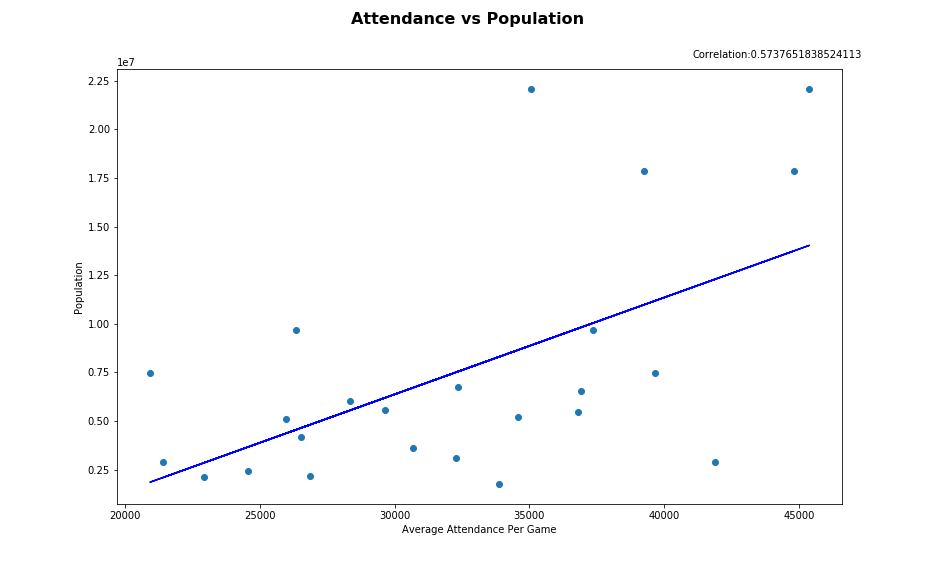 Attendance vs Population
Correlation:0.5737651838524113
1e7
2.25
2.00
1.75
1.50
1.25
1.00
0.75
0.50
0.25
Population
20000 25000 30000 35000 40000 45000
Average Attendance Per Game